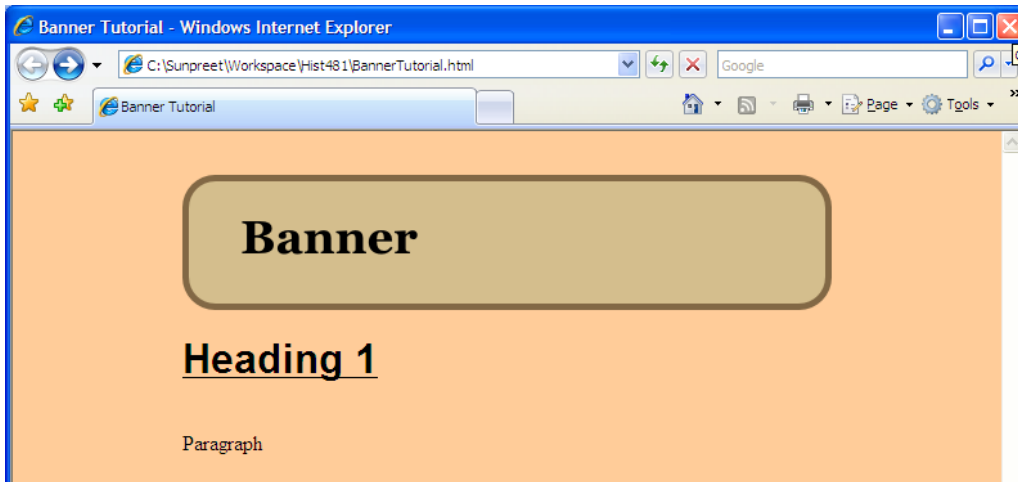 Banner Tutorial - Windows Internet Explorer
C:\Sunpreet\Workspace\Hist481\BannerTutorial.html
Google
Banner Tutorial
Page
Tools
Banner
Heading 1
Paragraph